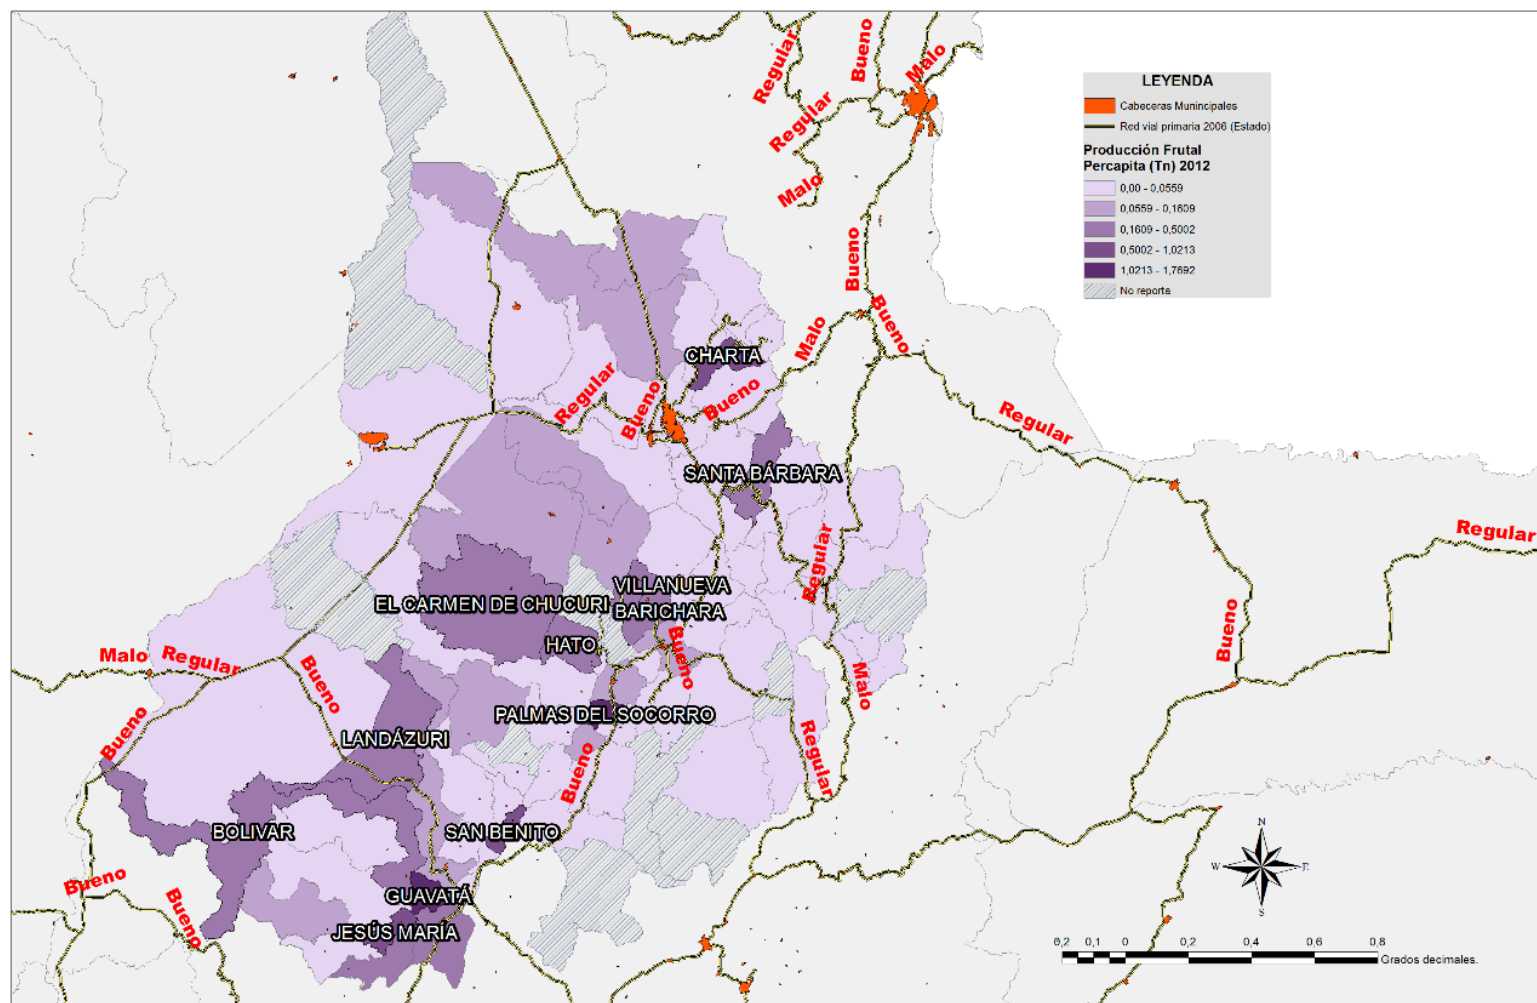 Bueno
Malo
Regular
LEYENDA
Cabeceras Munincipales
Regular
Red vial primaria 2006 (Estado)
Producción Frutal
Percapita (Tn) 2012
Malo
0,00 - 0,0559
0,0559 - 0,1609
0,1609 - 0,5002
Bueno
0,5002 - 1,0213
1,0213 - 1,7692
No reporta
Bueno
Malo
CHARTA
Regular
Bueno
Bueno
Regular
SANTA BÁRBARA
Regular
Regular
VILLANUEVA
EL CARMEN DE CHUCURI
BARICHARA
Bueno
HATO
Malo
Regular
Bueno
Bueno
Malo
PALMAS DEL SOCORRO
Bueno
LANDÁZURI
Regular
Bueno
BOLIVAR
SAN BENITO
N
W
E
S
Bueno
GUAVATÁ
Bueno
JESÚS MARÍA
0,2 0,1 0 0,2 0,4 0,6 0,8
Grados decimales.